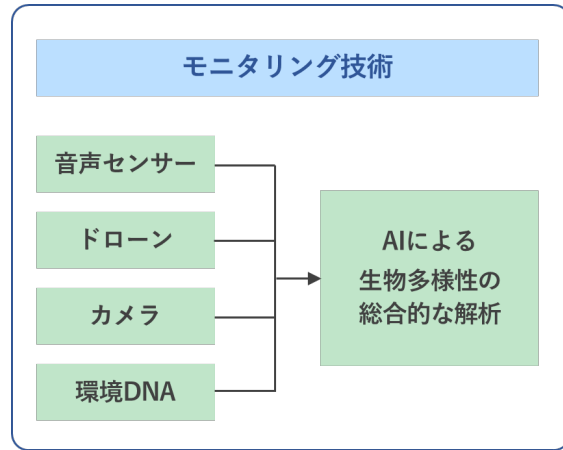 モニタリング技術
音声センサー
ドローン
カメラ
環境DNA
AIによる
生物多様性の
総合的な解析